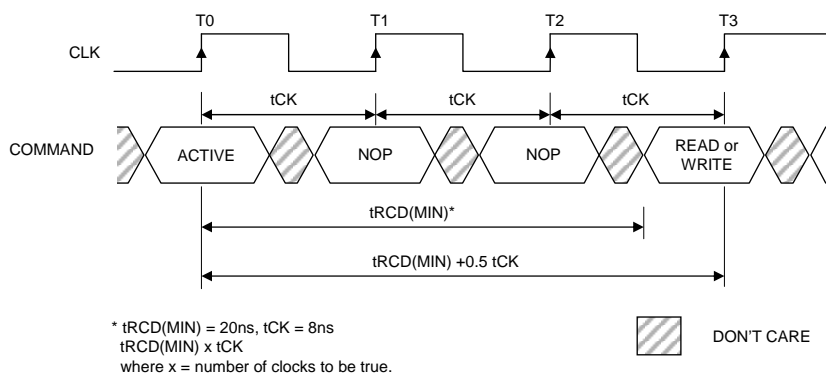 T0 T1 T2 T3
CLK
tCK tCK tCK
COMMAND ACTIVE NOP NOP READ or
WRITE
tRCD(MIN)*
tRCD(MIN) +0.5 tCK
* tRCD(MIN) = 20ns, tCK = 8ns
tRCD(MIN) x tCK
where x = number of clocks to be true.
DON'T CARE